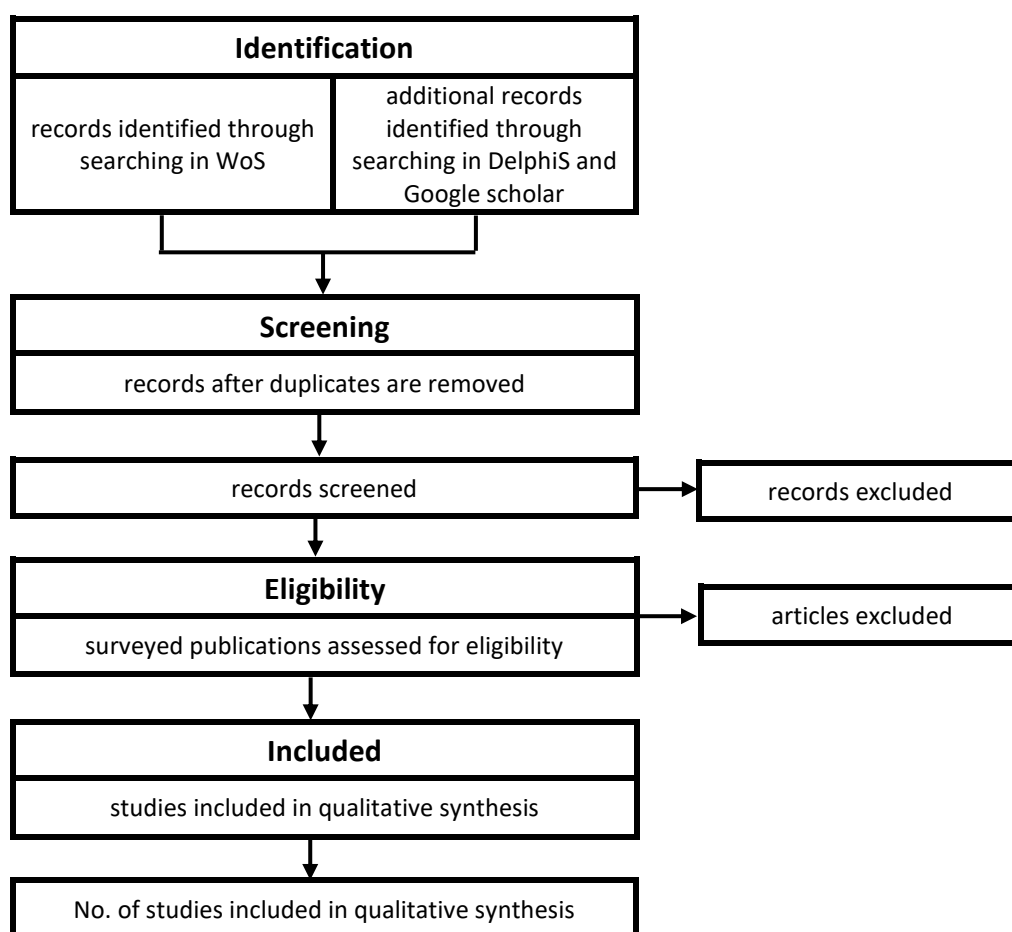 Identification
records identified through
searching in WoS
additional records
identified through
searching in DelphiS and
Google scholar
Screening
records after duplicates are removed
records screened
records excluded
Eligibility
surveyed publications assessed for eligibility
articles excluded
Included
studies included in qualitative synthesis
No. of studies included in qualitative synthesis